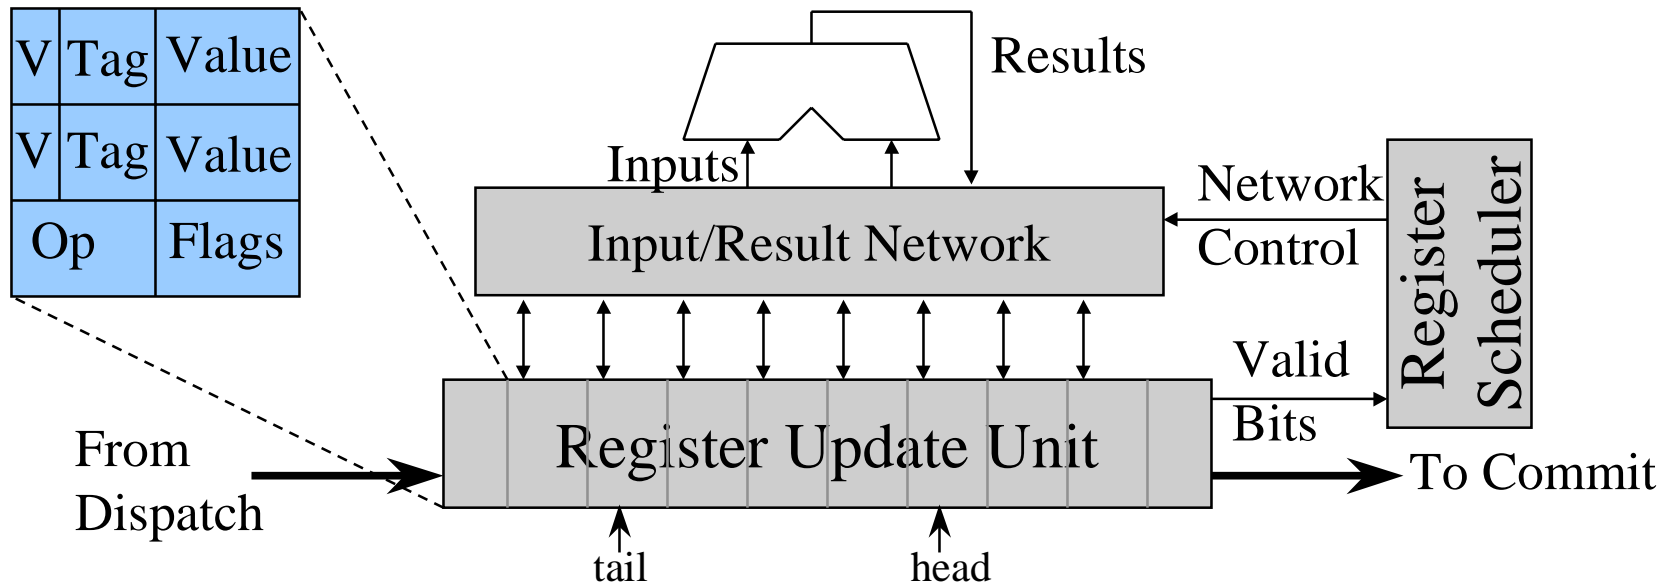 V Tag Value
V Tag Value
Op Flags
Results
Inputs
Input/Result Network
Network
Control
Register
Scheduler
Valid
Bits
From
Dispatch
Register Update Unit
To Commit
tail
head